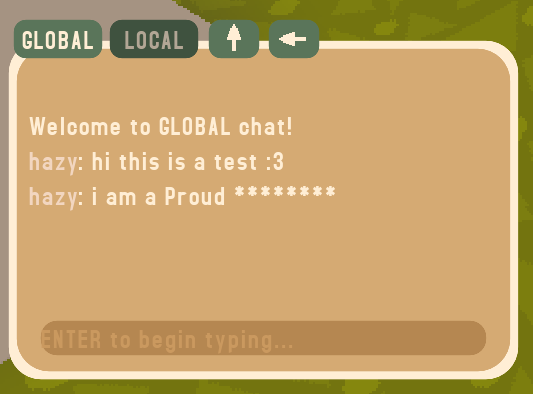 GLOBAL LOCAL
Welcome to GLOBAL chat!
hazy: hi this is a test :3
hazy: i am a Proud ********
ENTER to begin typing...